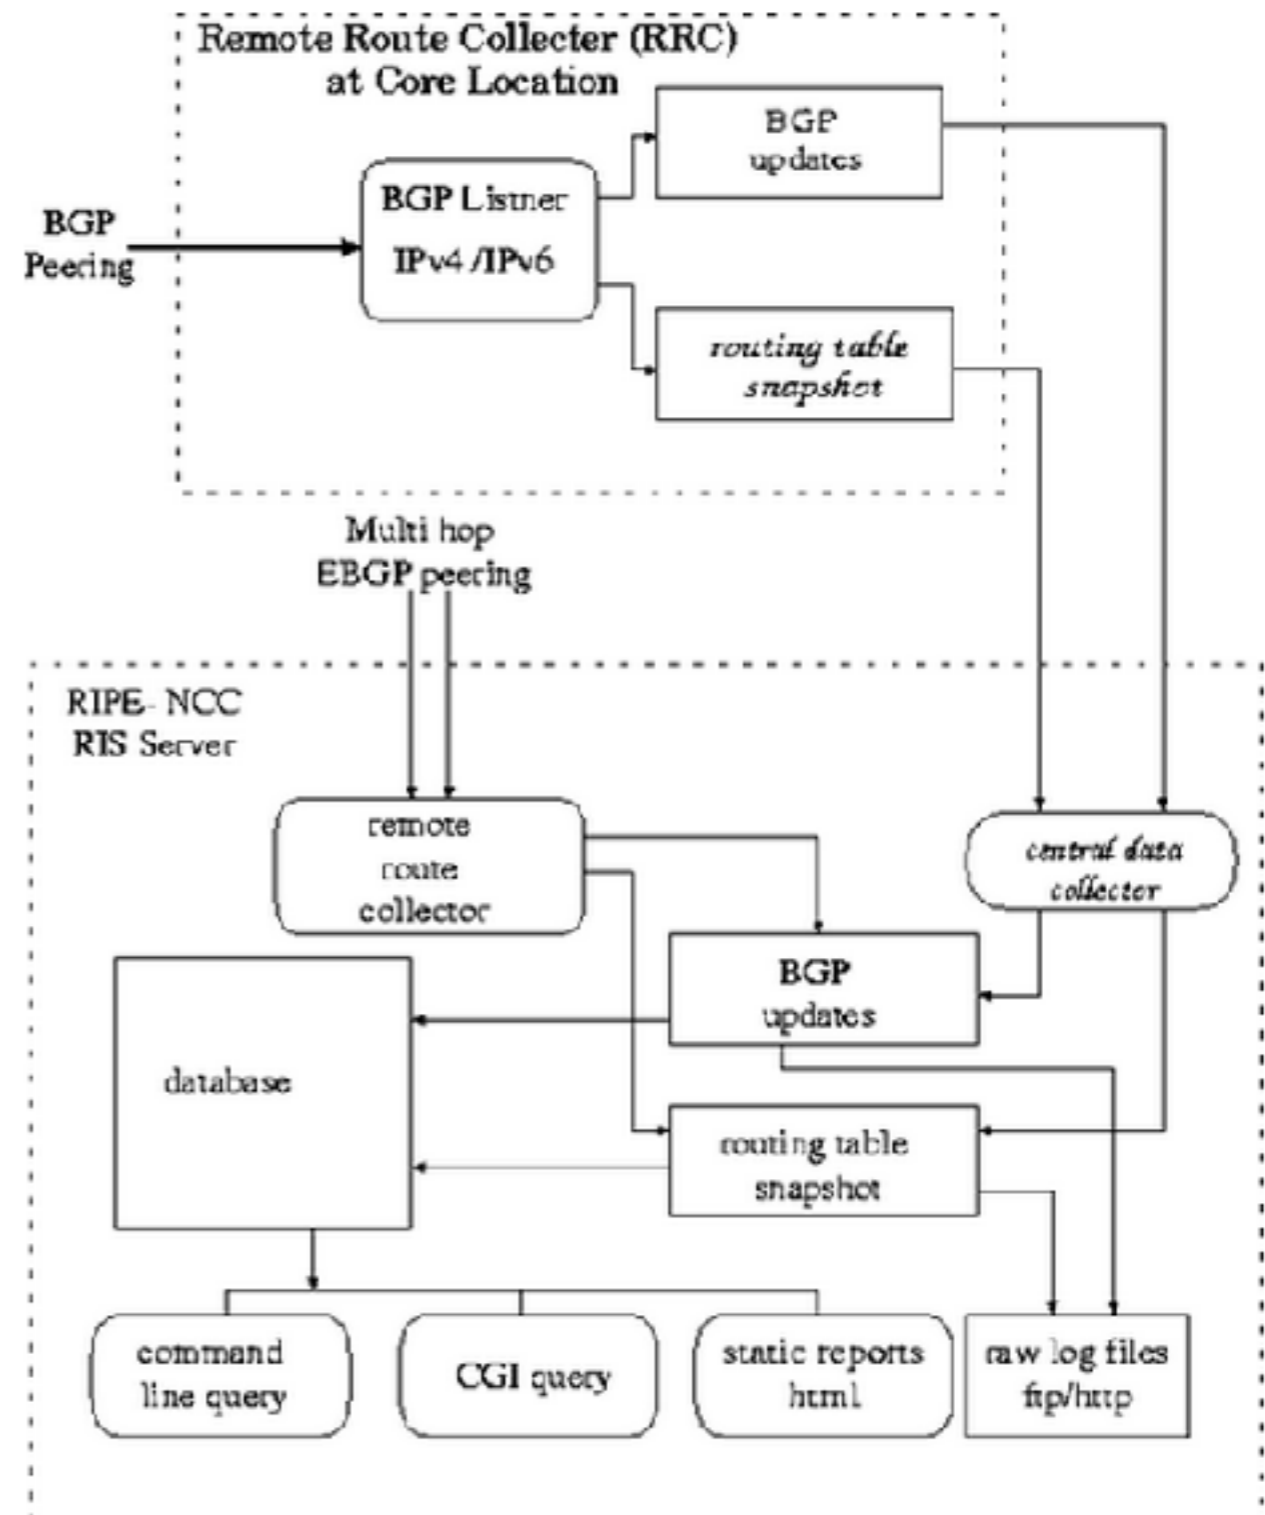 Remote Route Collecter (RRC)
at Core Location
BGP
updates
BGP Listner
IPv4 /IPv6
BGP
Peering
routing table
snapshot
Multi hop
EBGP peering
RIPE- NCC
RIS Server
remote
route
collector
central data
collecter
BGP
updates
database
routing table
snapshot
command
line query
CGI query
static reports
html
raw log files
ftp/http